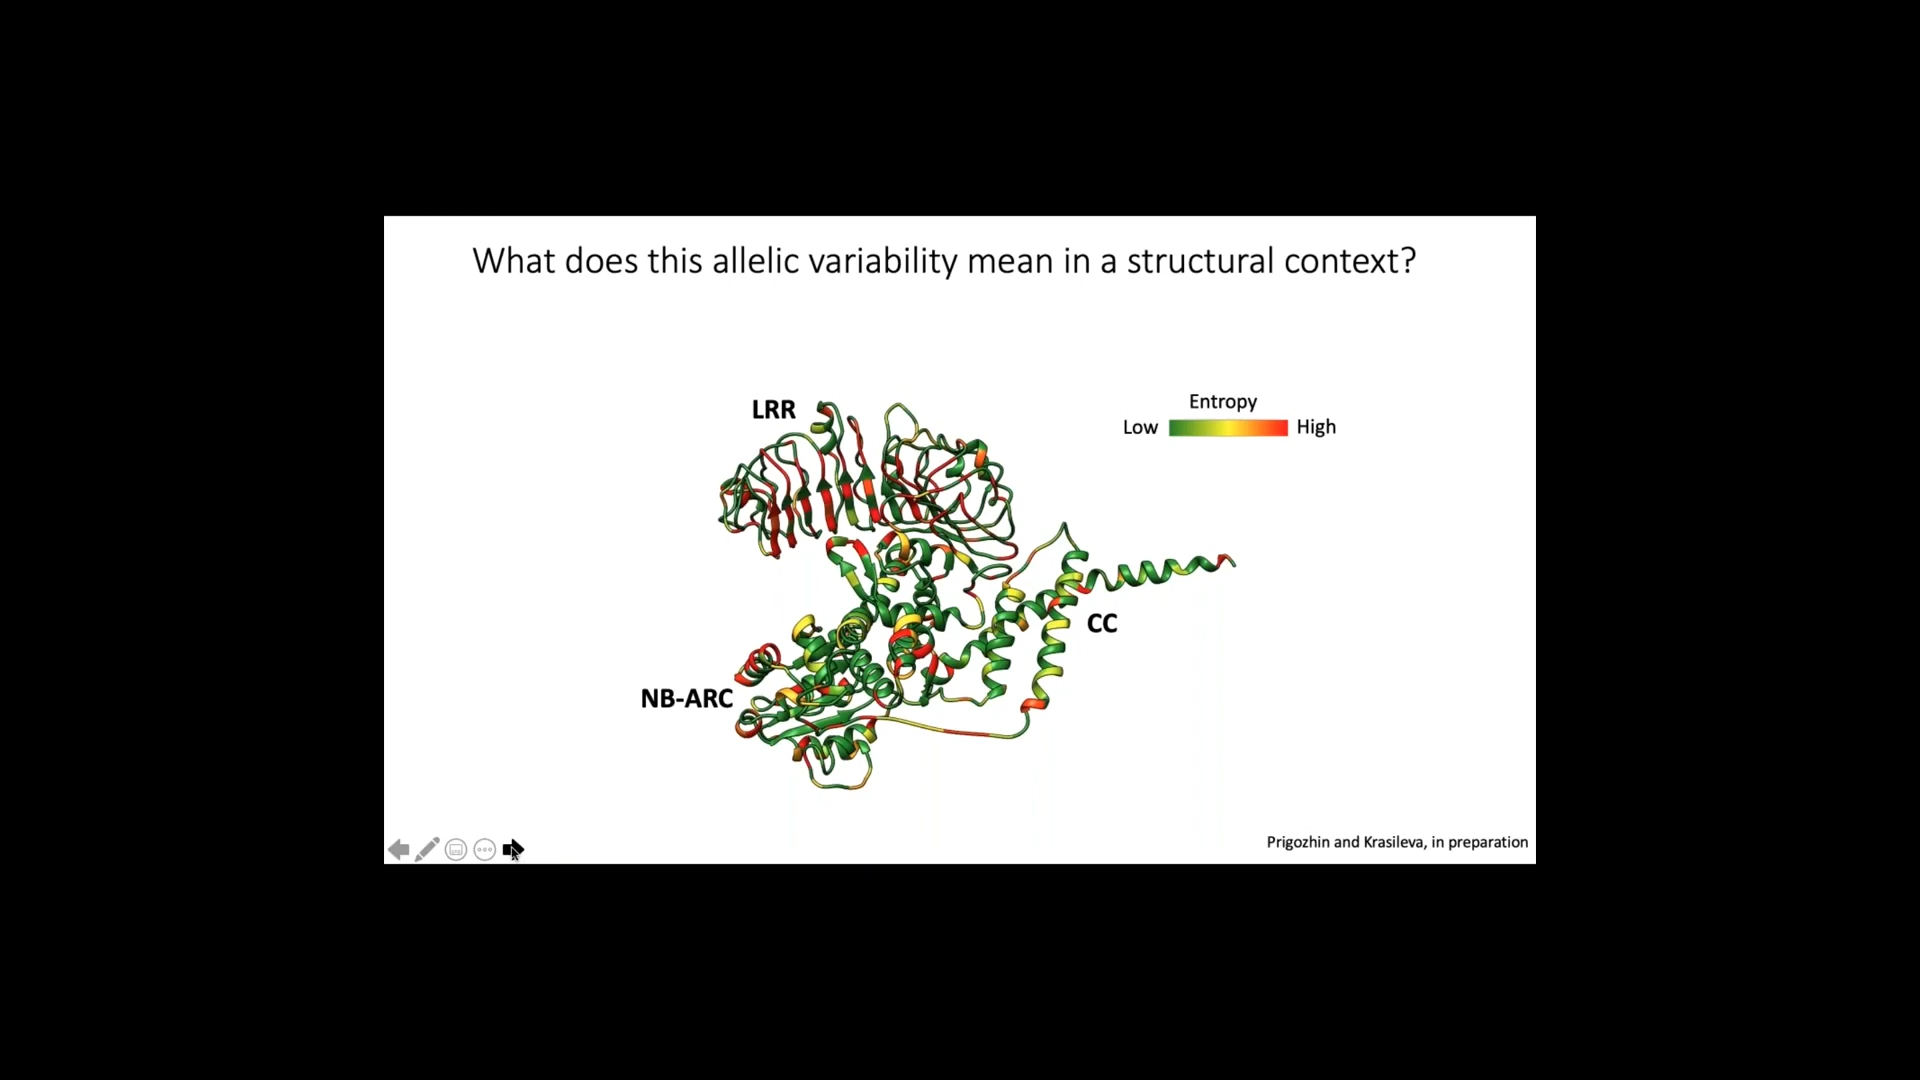 What does this allelic variability mean in a structural context?
LRR
Entropy
Low High
CC
NB-ARC
Prigozhin and Krasileva, in preparation